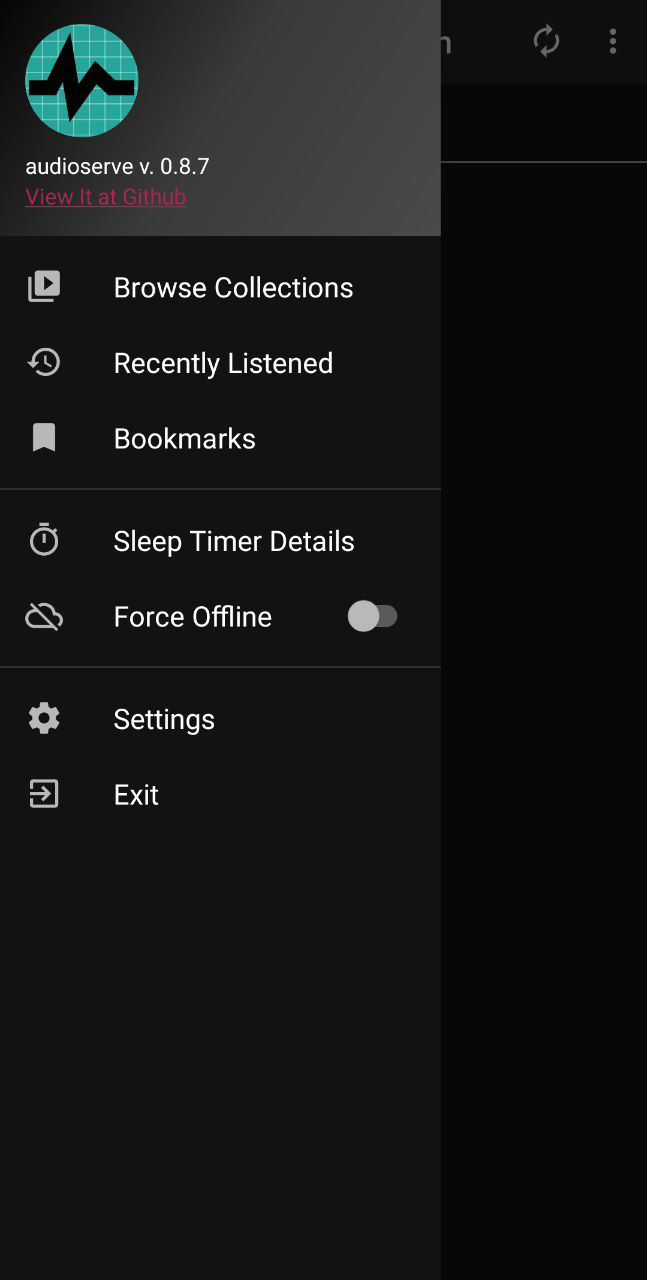 audioserve v. 0.8.7
View It at Github
Browse Collections
Recently Listened
Bookmarks
Sleep Timer Details
Force Offline
Settings
Exit